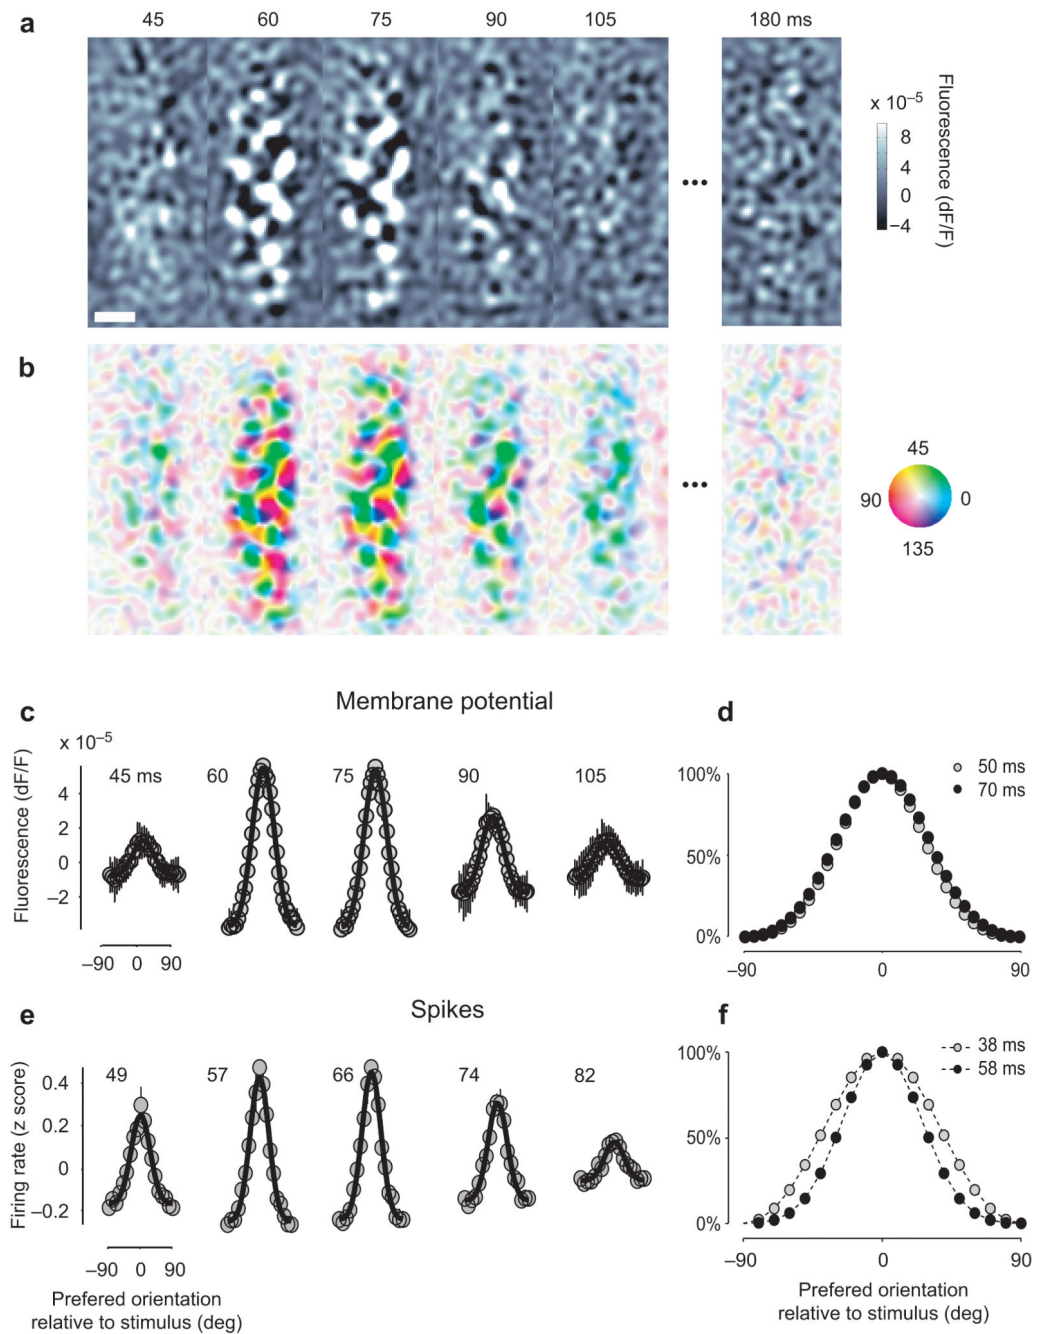 a
45 60 75 90 105 180 ms
x 10⁻⁵
8
4
0
−4
Fluorescence (dF/F)
•••
b
45
90 0
135
•••
Membrane potential
c
x 10⁻⁵
Fluorescence (dF/F)
45 ms 60 75 90 105
4
2
0
−2
−90 0 90
d
50 ms
70 ms
100%
50%
0%
−90 0 90
Spikes
e
Firing rate (z score)
49 57 66 74 82
0.4
0.2
0
−0.2
−90 0 90
Prefered orientation
relative to stimulus (deg)
f
38 ms
58 ms
100%
50%
0%
−90 0 90
Prefered orientation
relative to stimulus (deg)